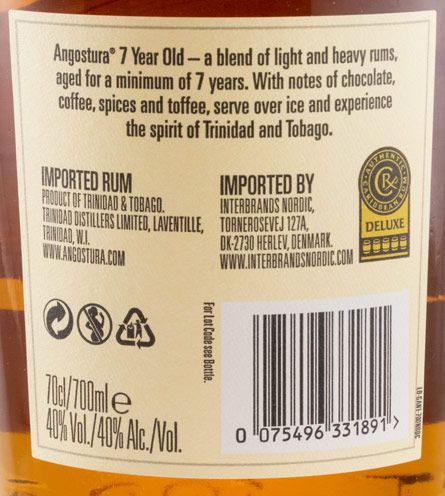 Angostura® 7 Year Old — a blend of light and heavy rums,
aged for a minimum of 7 years. With notes of chocolate,
coffee, spices and toffee, serve over ice and experience
the spirit of Trinidad and Tobago.
IMPORTED RUM
PRODUCT OF TRINIDAD & TOBAGO.
TRINIDAD DISTILLERS LIMITED, LAVENTILLE,
TRINIDAD, W.I.
WWW.ANGOSTURA.COM
IMPORTED BY
INTERBRANDS NORDIC,
TORNEROSEVEJ 127A,
DK-2730 HERLEV, DENMARK.
WWW.INTERBRANDSNORDIC.COM
AUTHENTIC
CARIBBEAN RUM
CR
DELUXE
For Lot Code see Bottle.
70cl/700ml e
40% Vol./40% Alc./Vol.
0 075496 331891 >